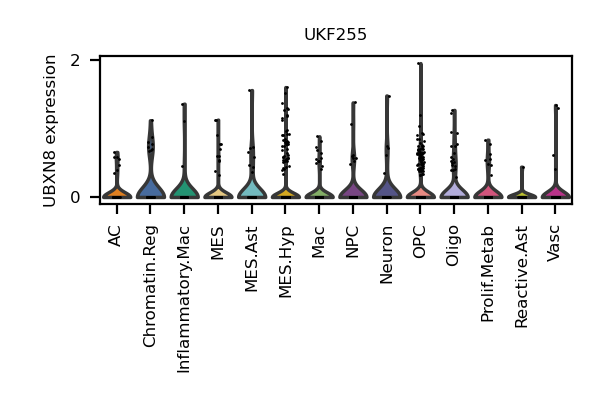 UKF255
UBXN8 expression
2
0
AC
Chromatin.Reg
Inflammatory.Mac
MES
MES.Ast
MES.Hyp
Mac
NPC
Neuron
OPC
Oligo
Prolif.Metab
Reactive.Ast
Vasc